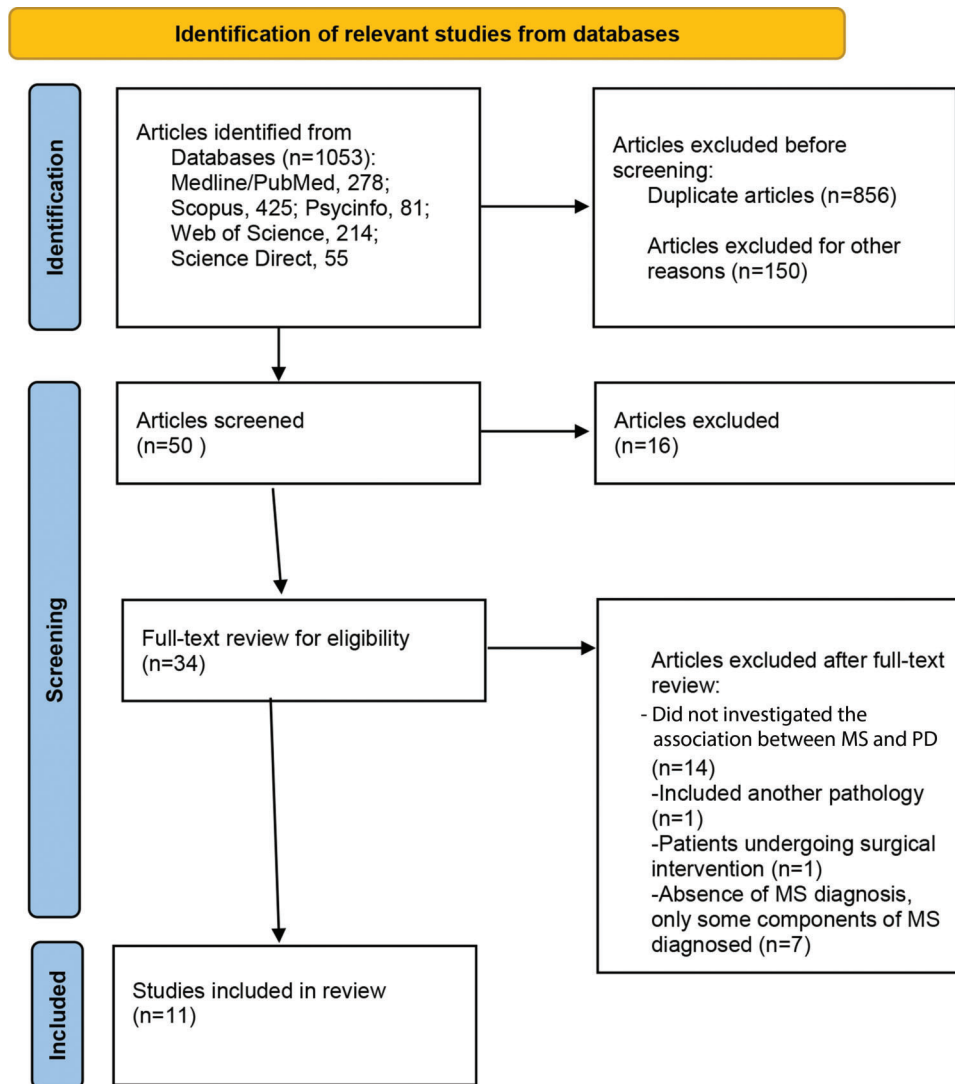 Identification of relevant studies from databases
Identification
Articles identified from
Databases (n=1053):
Medline/PubMed, 278;
Scopus, 425; Psycinfo, 81;
Web of Science, 214;
Science Direct, 55
Articles excluded before
screening:
Duplicate articles (n=856)
Articles excluded for other
reasons (n=150)
Screening
Articles screened
(n=50 )
Articles excluded
(n=16)
Full-text review for eligibility
(n=34)
Articles excluded after full-text
review:
- Did not investigated the
association between MS and PD
(n=14)
-Included another pathology
(n=1)
-Patients undergoing surgical
intervention (n=1)
-Absence of MS diagnosis,
only some components of MS
diagnosed (n=7)
Included
Studies included in review
(n=11)